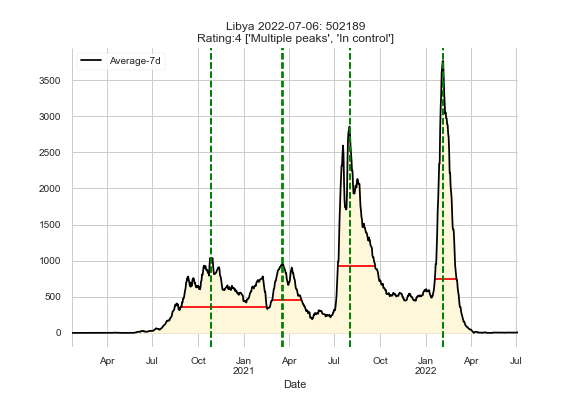 Libya 2022-07-06: 502189
Rating:4 ['Multiple peaks', 'In control']
Average-7d
3500
3000
2500
2000
1500
1000
500
0
Apr Jul Oct Jan Apr Jul Oct Jan Apr Jul
2021 2022
Date